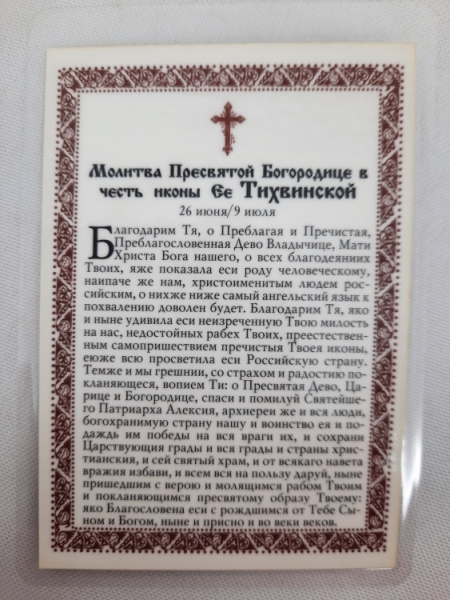 Молитва Пресвятой Богородице в
честь иконы Ее Тихвинской
26 июня/9 июля
Благодарим Тя, о Преблагая и Пречистая,
Преблагословенная Дево Владычице, Мати
Христа Бога нашего, о всех благодеяниих
Твоих, яже показала еси роду человеческому,
наипаче же нам, христоименитым людем рос-
сийским, о нихже ниже самый ангельский язык к
похвалению доволен будет. Благодарим Тя, яко
и ныне удивила еси неизреченную Твою милость
на нас, недостойных рабех Твоих, преестествен-
ным самопришествием пречистыя Твоея иконы,
еюже всю просветила еси Российскую страну.
Темже и мы грешнии, со страхом и радостию по-
кланяющеся, вопием Ти: о Пресвятая Дево, Ца-
рице и Богородице, спаси и помилуй Святейше-
го Патриарха Алексия, архиереи же и вся люди,
богохранимую страну нашу и воинство ея и по-
даждь им победы на вся враги их, и сохрани
Царствующия грады и вся грады и страны хрис-
тианския, и сей святый храм, и от всякаго навета
вражия избави, и всем вся на пользу даруй, ныне
пришедшим с верою и молящимся рабом Твоим
и покланяющимся пресвятому образу Твоему:
яко Благословена еси с рождшимся от Тебе Сы-
ном и Богом, ныне и присно и во веки веков.